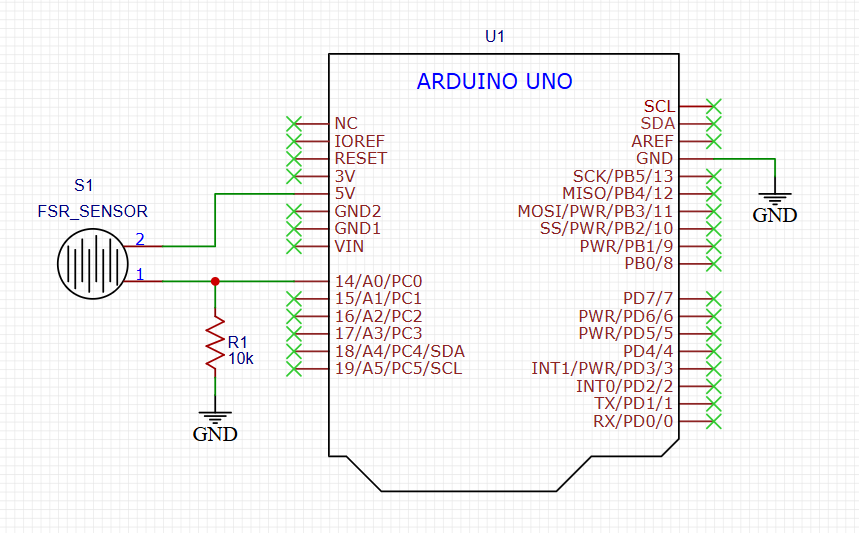 U1
ARDUINO UNO
SCL
NC
SDA
IOREF
AREF
RESET
GND
3V
SCK/PB5/13
S1
5V
MISO/PB4/12
FSR_SENSOR
GND2
MOSI/PWR/PB3/11
GND
GND1
SS/PWR/PB2/10
2
VIN
PWR/PB1/9
PB0/8
1
14/A0/PC0
15/A1/PC1
PD7/7
16/A2/PC2
PWR/PD6/6
17/A3/PC3
PWR/PD5/5
R1
18/A4/PC4/SDA
PD4/4
10k
19/A5/PC5/SCL
INT1/PWR/PD3/3
INT0/PD2/2
TX/PD1/1
RX/PD0/0
GND